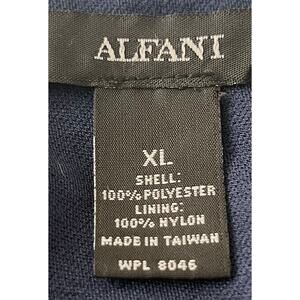 ALFANI
XL
SHELL:
100% POLYESTER
LINING:
100% NYLON
MADE IN TAIWAN
WPL 8046